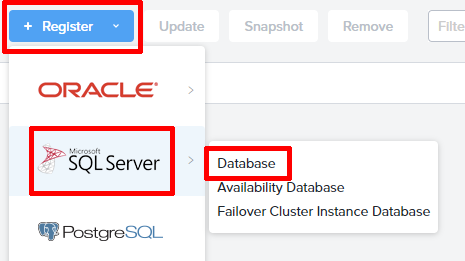 + Register
Update
Snapshot
Remove
Filte
ORACLE
Microsoft
SQL Server
Database
Availability Database
Failover Cluster Instance Database
PostgreSQL